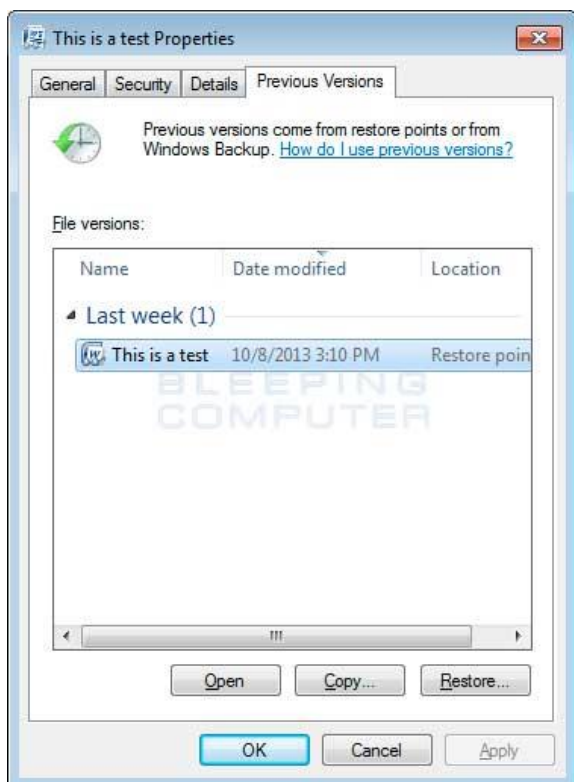 This is a test Properties
General Security Details Previous Versions
Previous versions come from restore points or from
Windows Backup. How do I use previous versions?
File versions:
Name Date modified Location
Last week (1)
This is a test 10/8/2013 3:10 PM Restore poin
BLEEPING
COMPUTER
Open Copy... Restore...
OK Cancel Apply